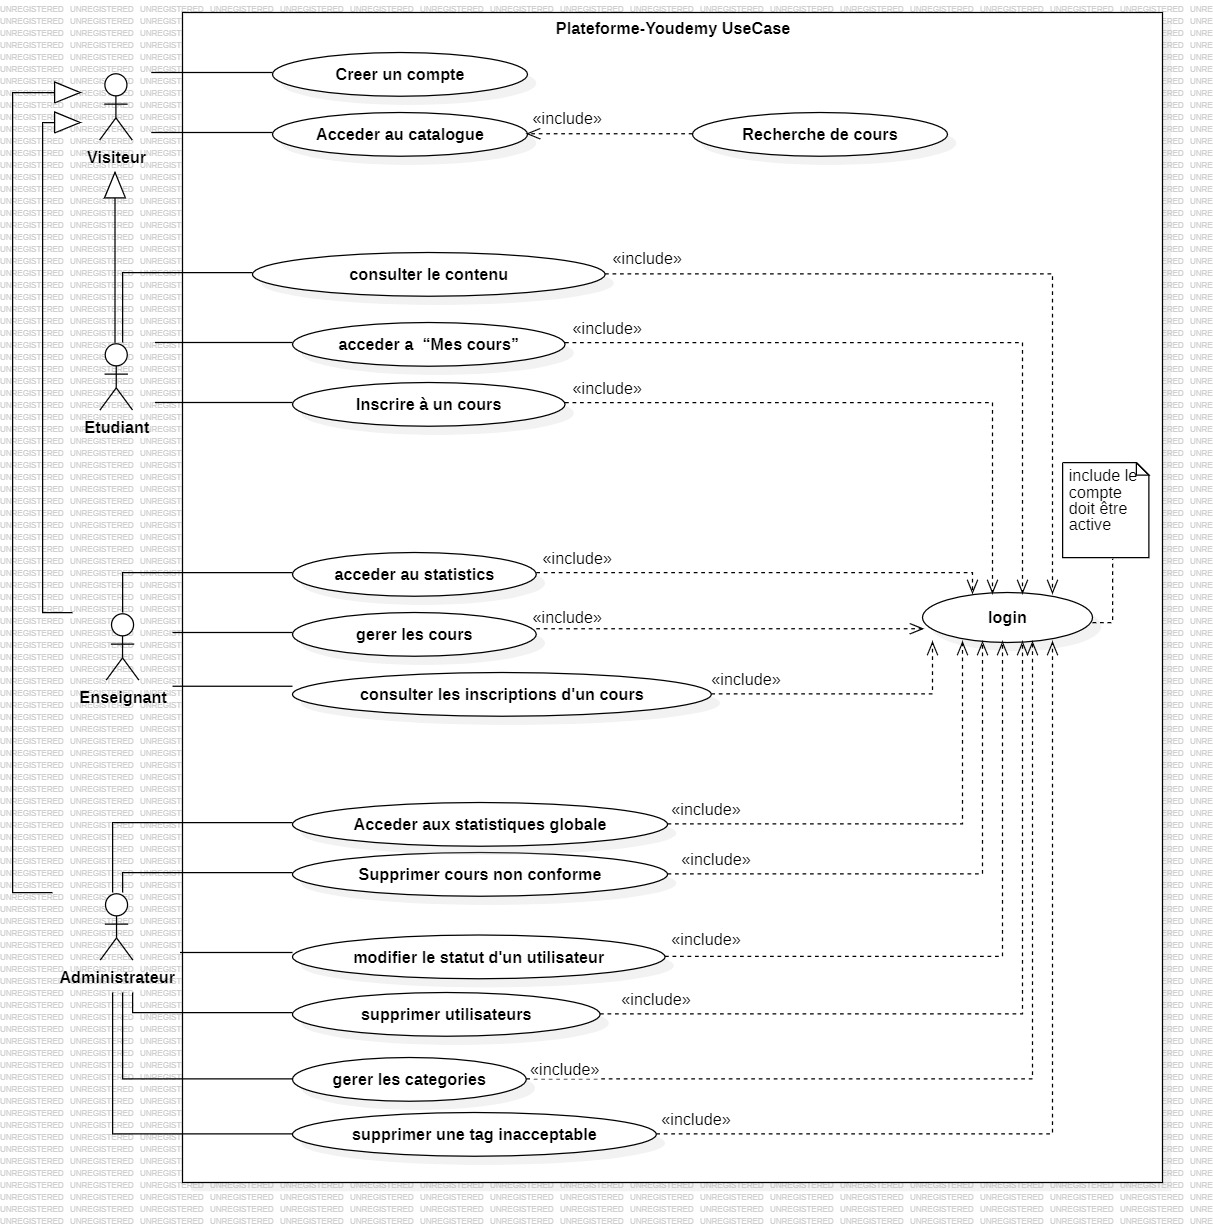 Plateforme-Youdemy UseCase
Creer un compte
Acceder au catalogue
«include»
Recherche de cours
Visiteur
consulter le contenu
«include»
acceder a “Mes cours”
«include»
Inscrire à un cours
«include»
Etudiant
include le
compte
doit être
active
acceder au statistics
«include»
gerer les cours
«include»
login
consulter les inscriptions d'un cours
«include»
Enseignant
Acceder aux statistiques globale
«include»
Supprimer cours non conforme
«include»
modifier le statut d'un utilisateur
«include»
Administrateur
supprimer utilisateurs
«include»
gerer les categories
«include»
supprimer une tag inacceptable
«include»
UNREGISTERED